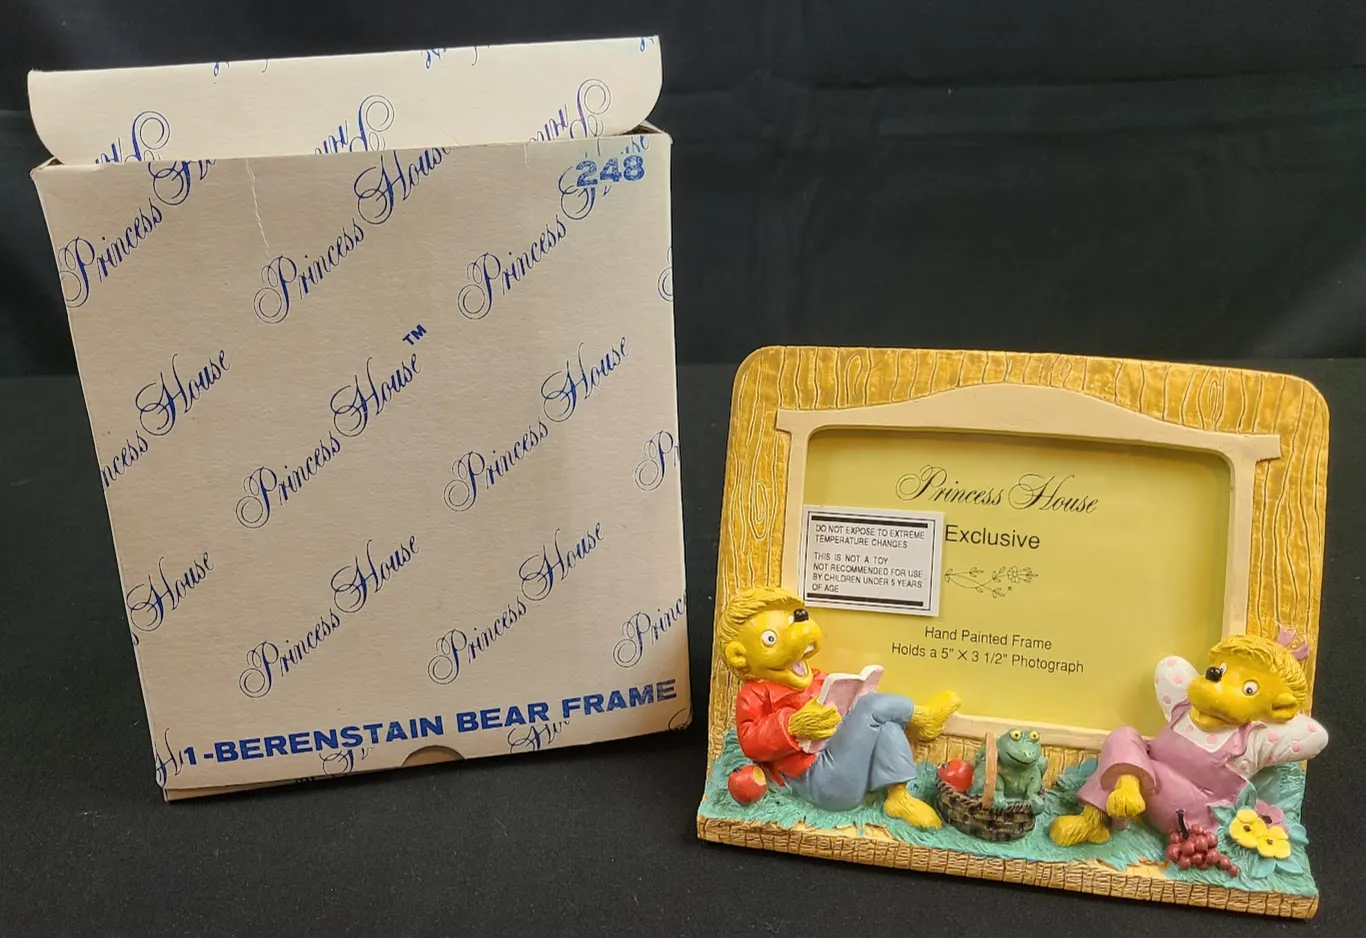 248
Princess House
Princess House
Princess House
Princess House
Princess House™
Princess House
Princess House
Princess House
House
1-BERENSTAIN BEAR FRAME
Princess House
Exclusive
Hand Painted Frame
Holds a 5" X 3 1/2" Photograph
DO NOT EXPOSE TO EXTREME
TEMPERATURE CHANGES
THIS IS NOT A TOY
NOT RECOMMENDED FOR USE
BY CHILDREN UNDER 5 YEARS
OF AGE